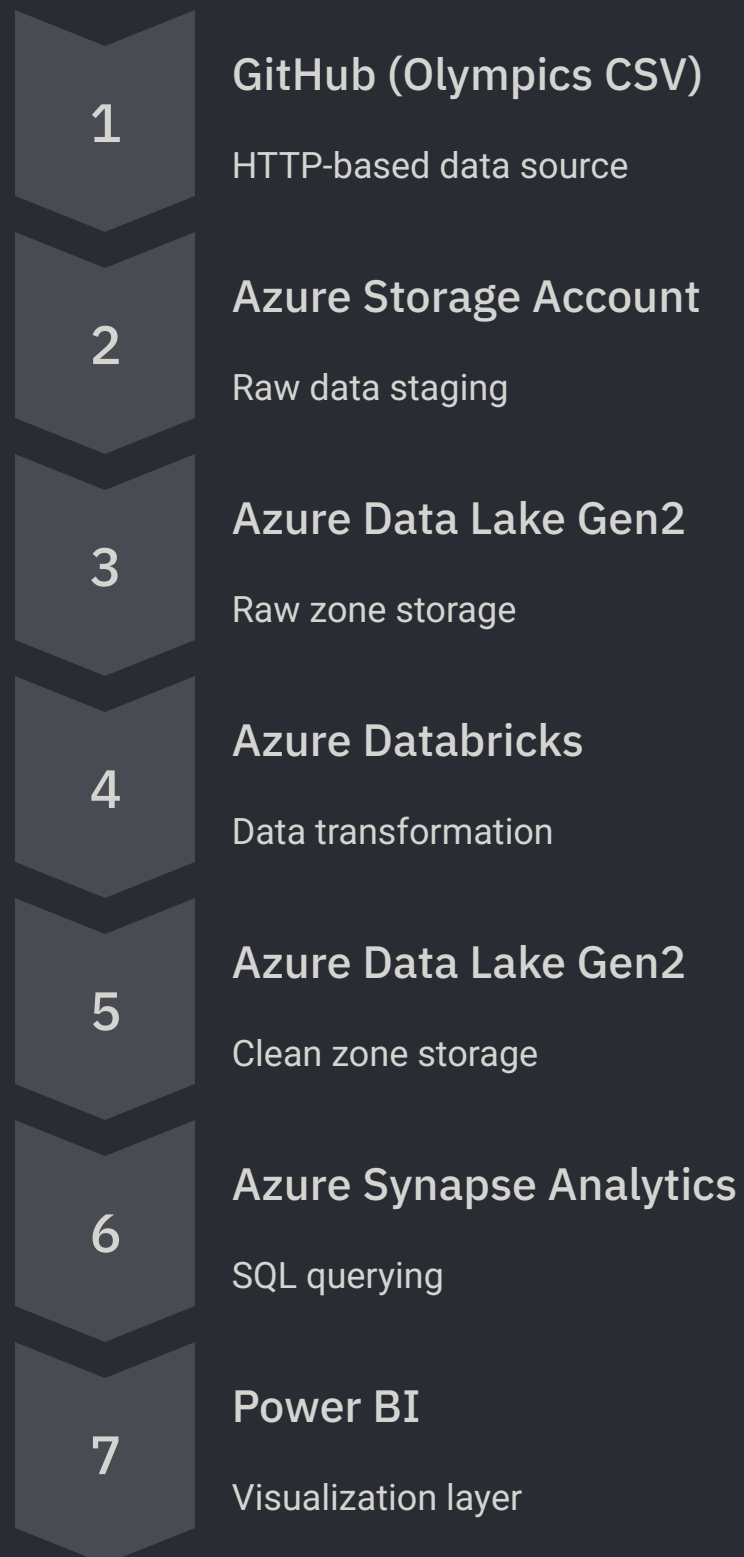 1
GitHub (Olympics CSV)
HTTP-based data source
2
Azure Storage Account
Raw data staging
3
Azure Data Lake Gen2
Raw zone storage
4
Azure Databricks
Data transformation
5
Azure Data Lake Gen2
Clean zone storage
6
Azure Synapse Analytics
SQL querying
7
Power BI
Visualization layer